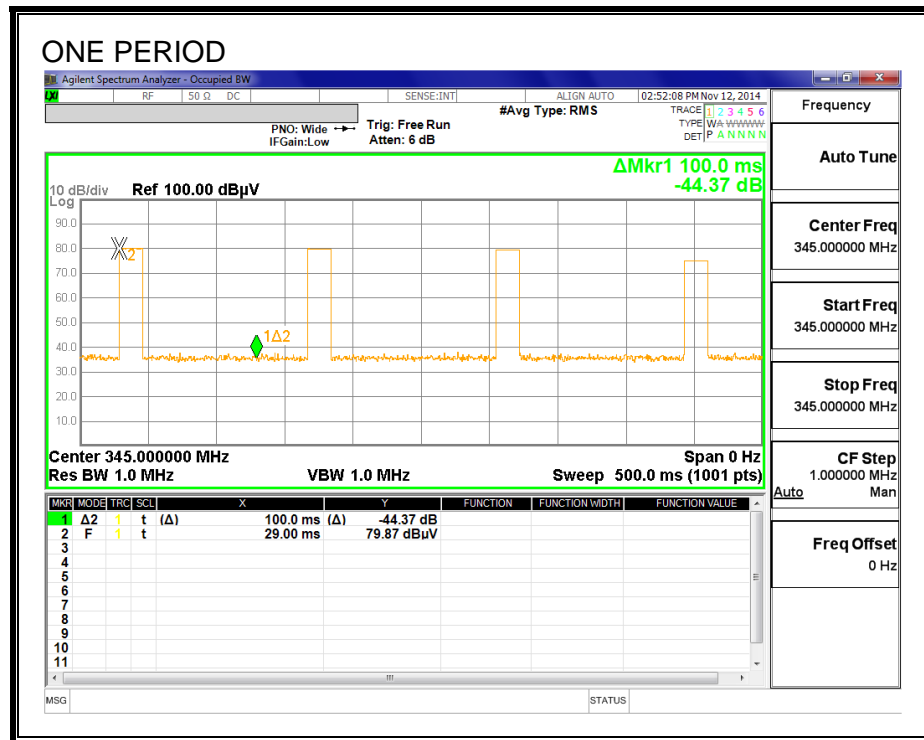 ONE PERIOD
Agilent Spectrum Analyzer - Occupied BW
LXI RF 50 Ω DC SENSE:INT ALIGN AUTO 02:52:08 PM Nov 12, 2014
#Avg Type: RMS
TRACE 1 2 3 4 5 6
TYPE WA WWWW
DET P A N N N N
PNO: Wide Trig: Free Run
IFGain:Low Atten: 6 dB
ΔMkr1 100.0 ms
-44.37 dB
10 dB/div Ref 100.00 dBµV
Log
90.0
80.0
70.0
60.0
50.0
40.0
30.0
20.0
10.0
2
1Δ2
Center 345.000000 MHz Span 0 Hz
Res BW 1.0 MHz VBW 1.0 MHz Sweep 500.0 ms (1001 pts)
MKR MODE TRC SCL X Y FUNCTION FUNCTION WIDTH FUNCTION VALUE
1 Δ2 1 t (Δ) 100.0 ms (Δ) -44.37 dB
2 F 1 t 29.00 ms 79.87 dBµV
3
4
5
6
7
8
9
10
11
MSG STATUS
Frequency
Auto Tune
Center Freq
345.000000 MHz
Start Freq
345.000000 MHz
Stop Freq
345.000000 MHz
CF Step
1.000000 MHz
Auto Man
Freq Offset
0 Hz